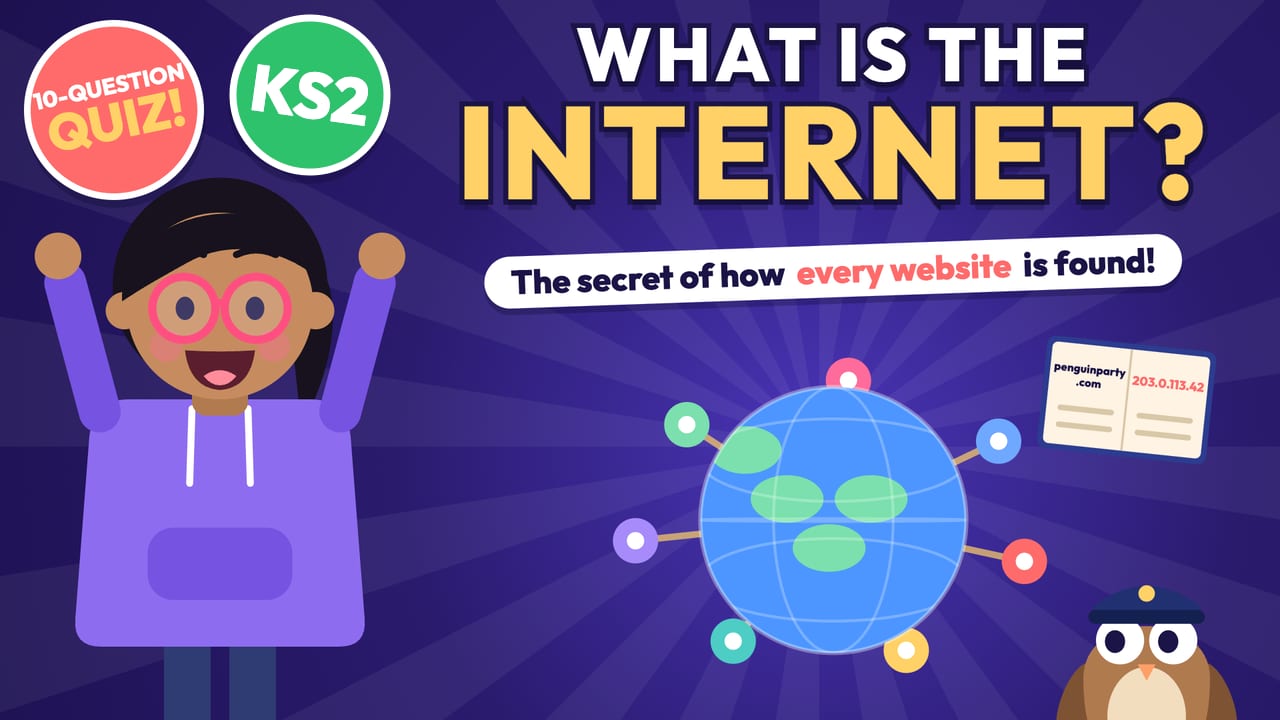 10-QUESTION
QUIZ!
KS2
WHAT IS THE
INTERNET?
The secret of how every website is found!
penguinparty
.com
203.0.113.42